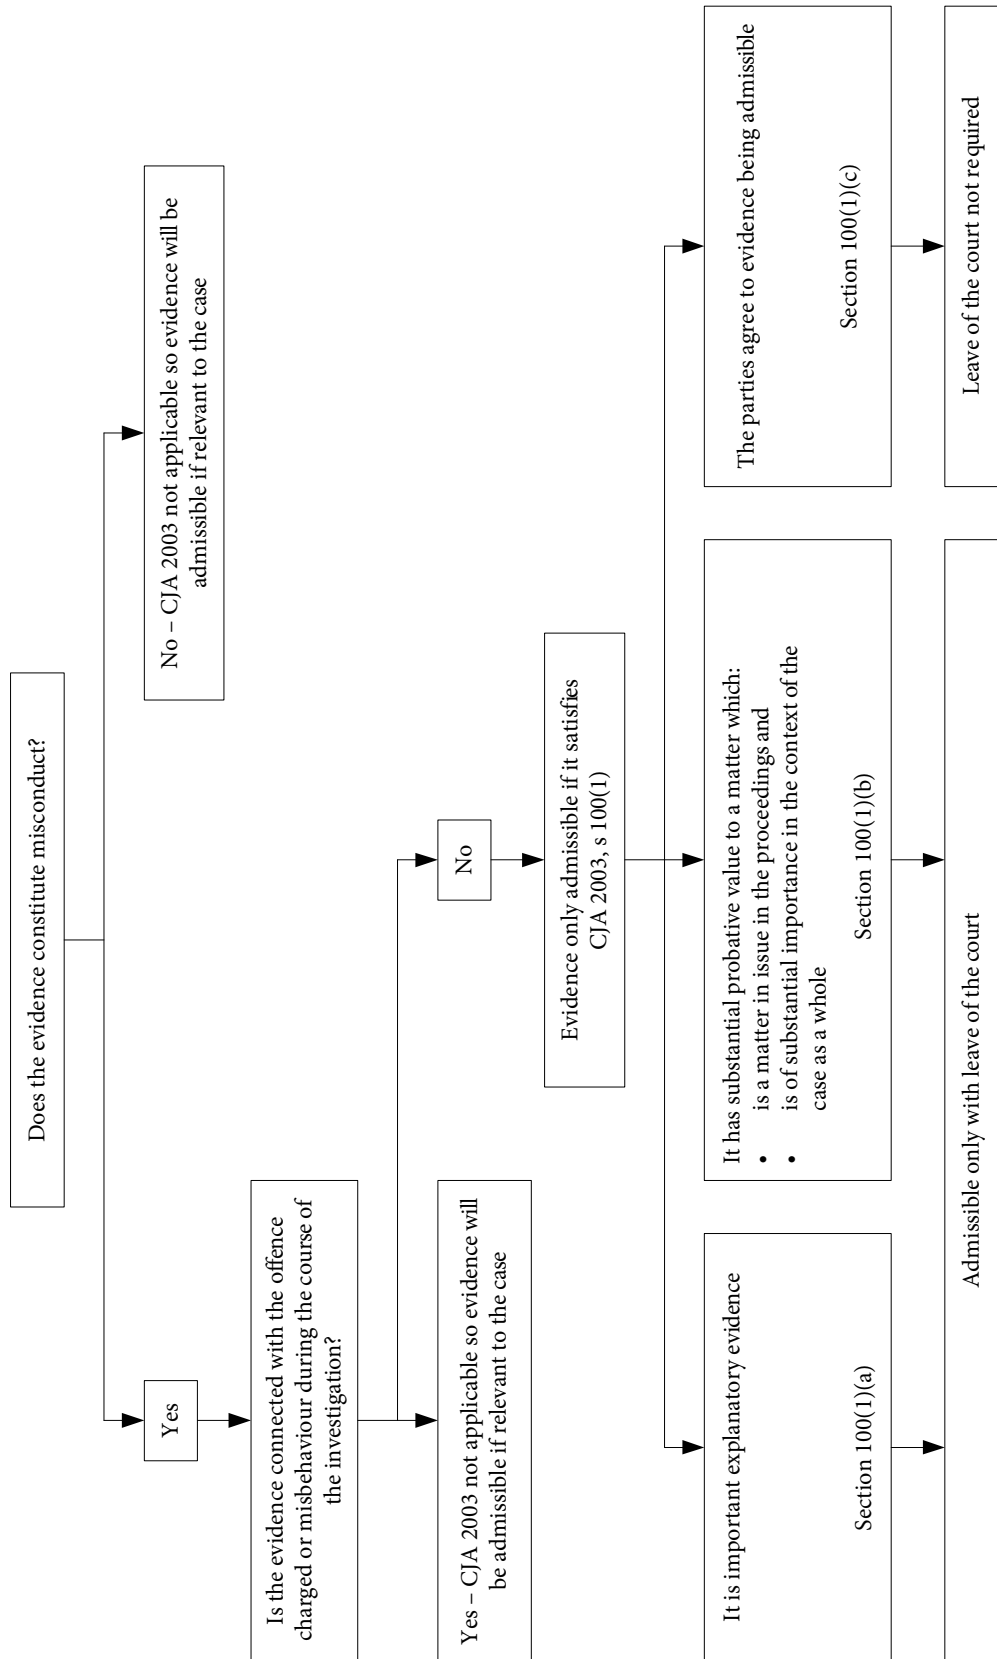 Does the evidence constitute misconduct?
Yes
No – CJA 2003 not applicable so evidence will be
admissible if relevant to the case
Is the evidence connected with the offence
charged or misbehaviour during the course of
the investigation?
Yes – CJA 2003 not applicable so evidence will
be admissible if relevant to the case
No
Evidence only admissible if it satisfies
CJA 2003, s 100(1)
It is important explanatory evidence
Section 100(1)(a)
It has substantial probative value to a matter which:
• is a matter in issue in the proceedings and
• is of substantial importance in the context of the
case as a whole
Section 100(1)(b)
The parties agree to evidence being admissible
Section 100(1)(c)
Admissible only with leave of the court
Leave of the court not required